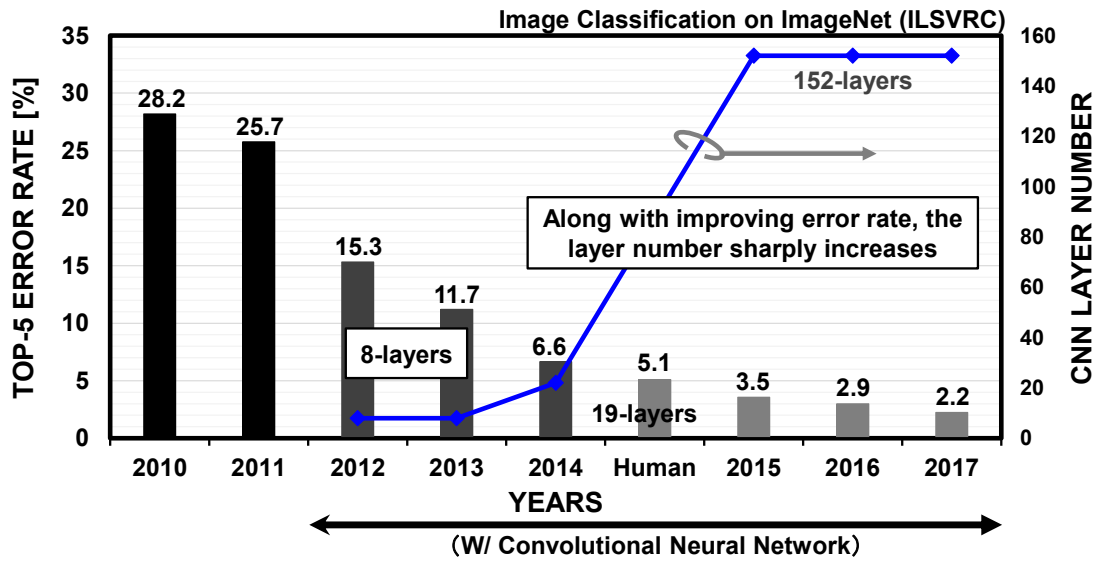 Image Classification on ImageNet (ILSVRC)
TOP-5 ERROR RATE [%]
35
30
25
20
15
10
5
0
28.2
25.7
15.3
11.7
6.6
5.1
3.5
2.9
2.2
8-layers
19-layers
152-layers
Along with improving error rate, the
layer number sharply increases
160
140
120
100
80
60
40
20
0
CNN LAYER NUMBER
2010 2011 2012 2013 2014 Human 2015 2016 2017
YEARS
(W/ Convolutional Neural Network)